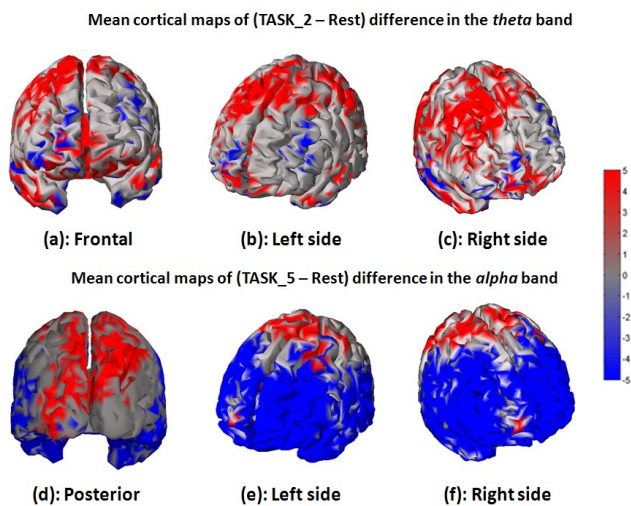 Mean cortical maps of (TASK_2 – Rest) difference in the theta band
(a): Frontal
(b): Left side
(c): Right side
5
4
3
2
1
0
-1
-2
-3
-4
-5
Mean cortical maps of (TASK_5 – Rest) difference in the alpha band
(d): Posterior
(e): Left side
(f): Right side